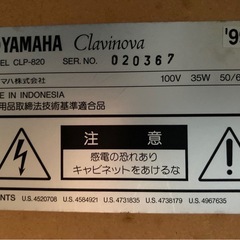 YAMAHA Clavinova
EL CLP-820 SER NO. 020367
'9
マハ株式会社 100V 35W 50/6
E IN INDONESIA
用品取締法技術基準適合品
注意
感電の恐れあり
キャビネットをあけるな
NTS U.S. 4520708 U.S. 4584921 U.S. 4731835 U.S. 4738179 U.S. 4967635